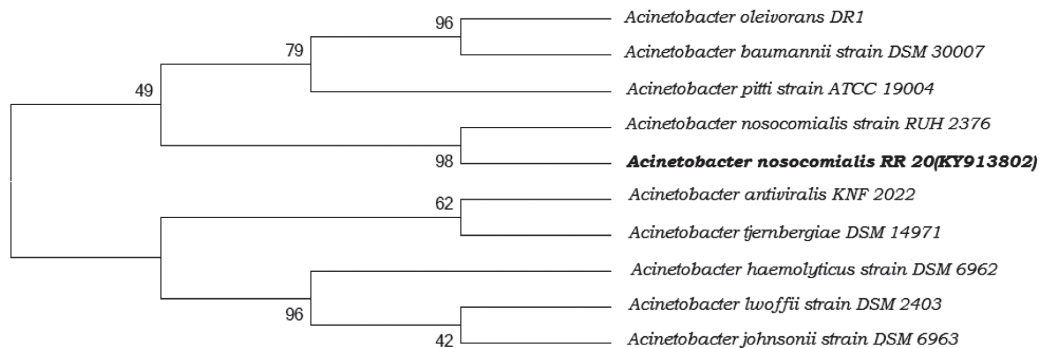 96
Acinetobacter oleivorans DR1
Acinetobacter baumannii strain DSM 30007
79
Acinetobacter pitti strain ATCC 19004
49
Acinetobacter nosocomialis strain RUH 2376
98
Acinetobacter nosocomialis RR 20(KY913802)
62
Acinetobacter antiviralis KNF 2022
Acinetobacter tjernbergiae DSM 14971
Acinetobacter haemolyticus strain DSM 6962
96
Acinetobacter lwoffii strain DSM 2403
42
Acinetobacter johnsonii strain DSM 6963